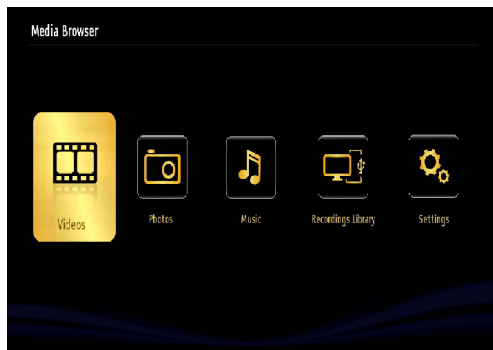 Media Browser
Videos
Photos
Music
Recordings Library
Settings